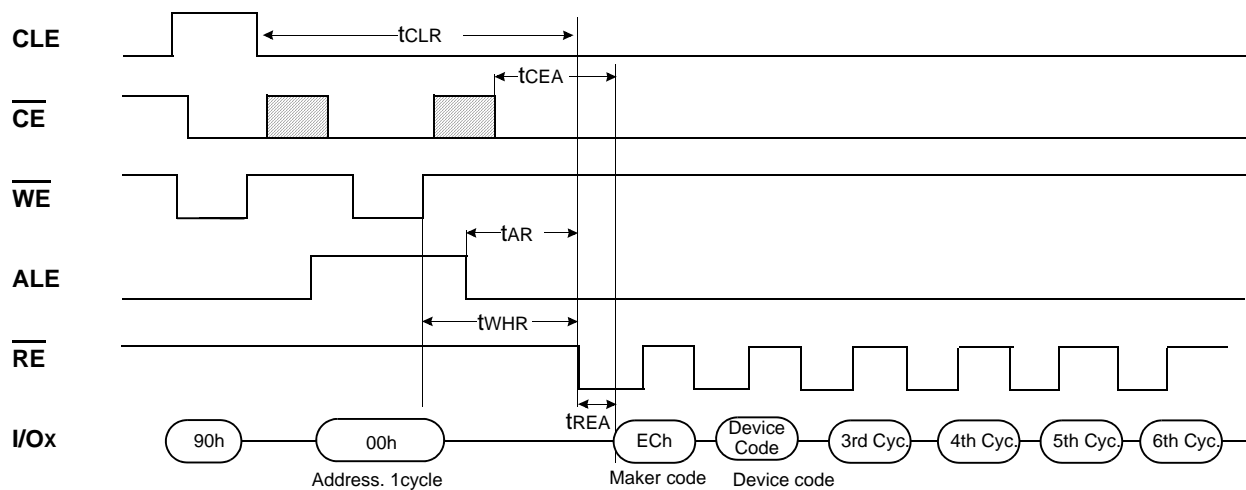 CLE
tCLR
tCEA
CE
WE
tAR
ALE
tWHR
RE
tREA
I/Ox
90h
00h
ECh
Device
Code
3rd Cyc.
4th Cyc.
5th Cyc.
6th Cyc.
Address. 1cycle
Maker code
Device code